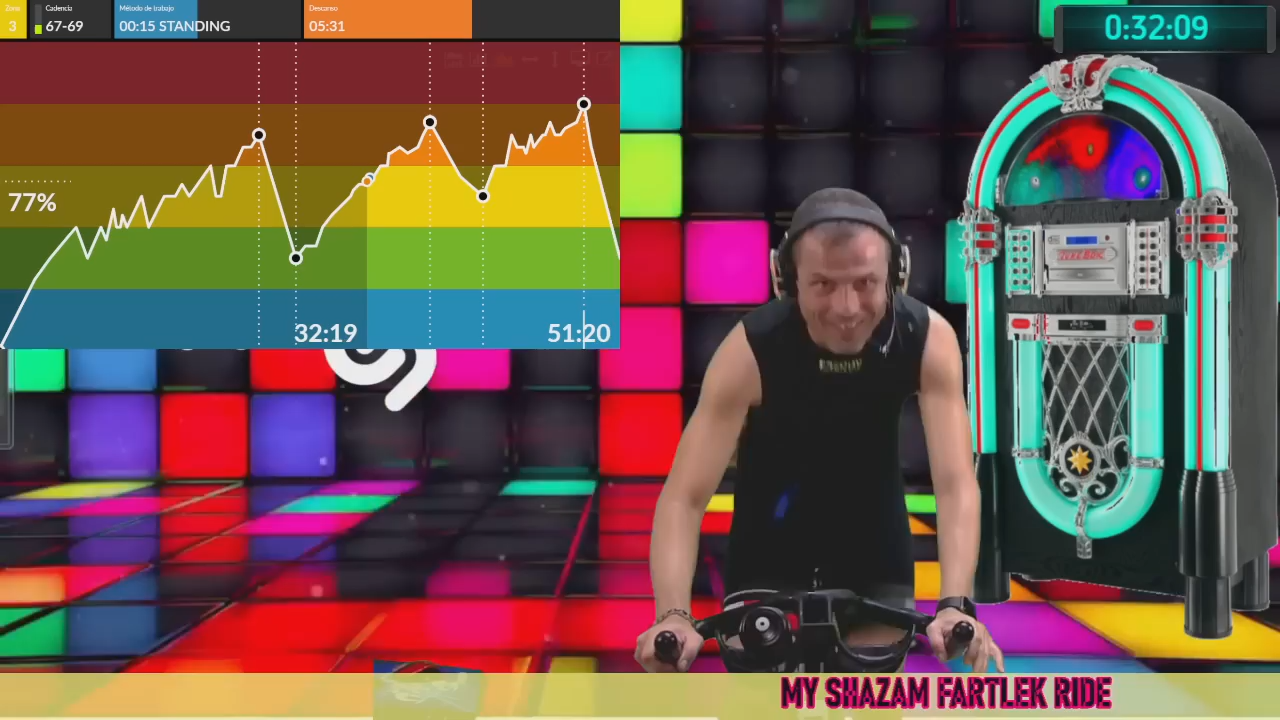 Zona
3
Cadencia
67-69
Método de trabajo
00:15 STANDING
Descanso
05:31
0:32:09
77%
32:19
51:20
MY SHAZAM FARTLEK RIDE